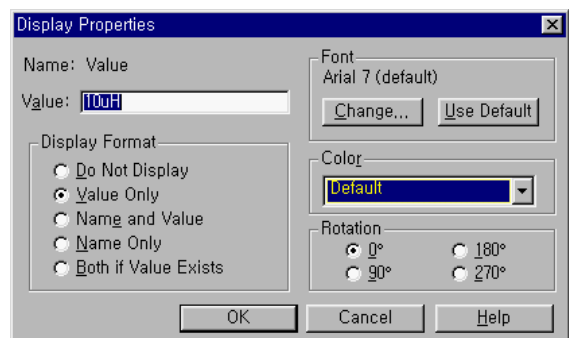 Display Properties
Name: Value
Value: 10uH
Display Format
Do Not Display
Value Only
Name and Value
Name Only
Both if Value Exists
Font
Arial 7 (default)
Change...
Use Default
Color
Default
Rotation
0° 180°
90° 270°
OK Cancel Help